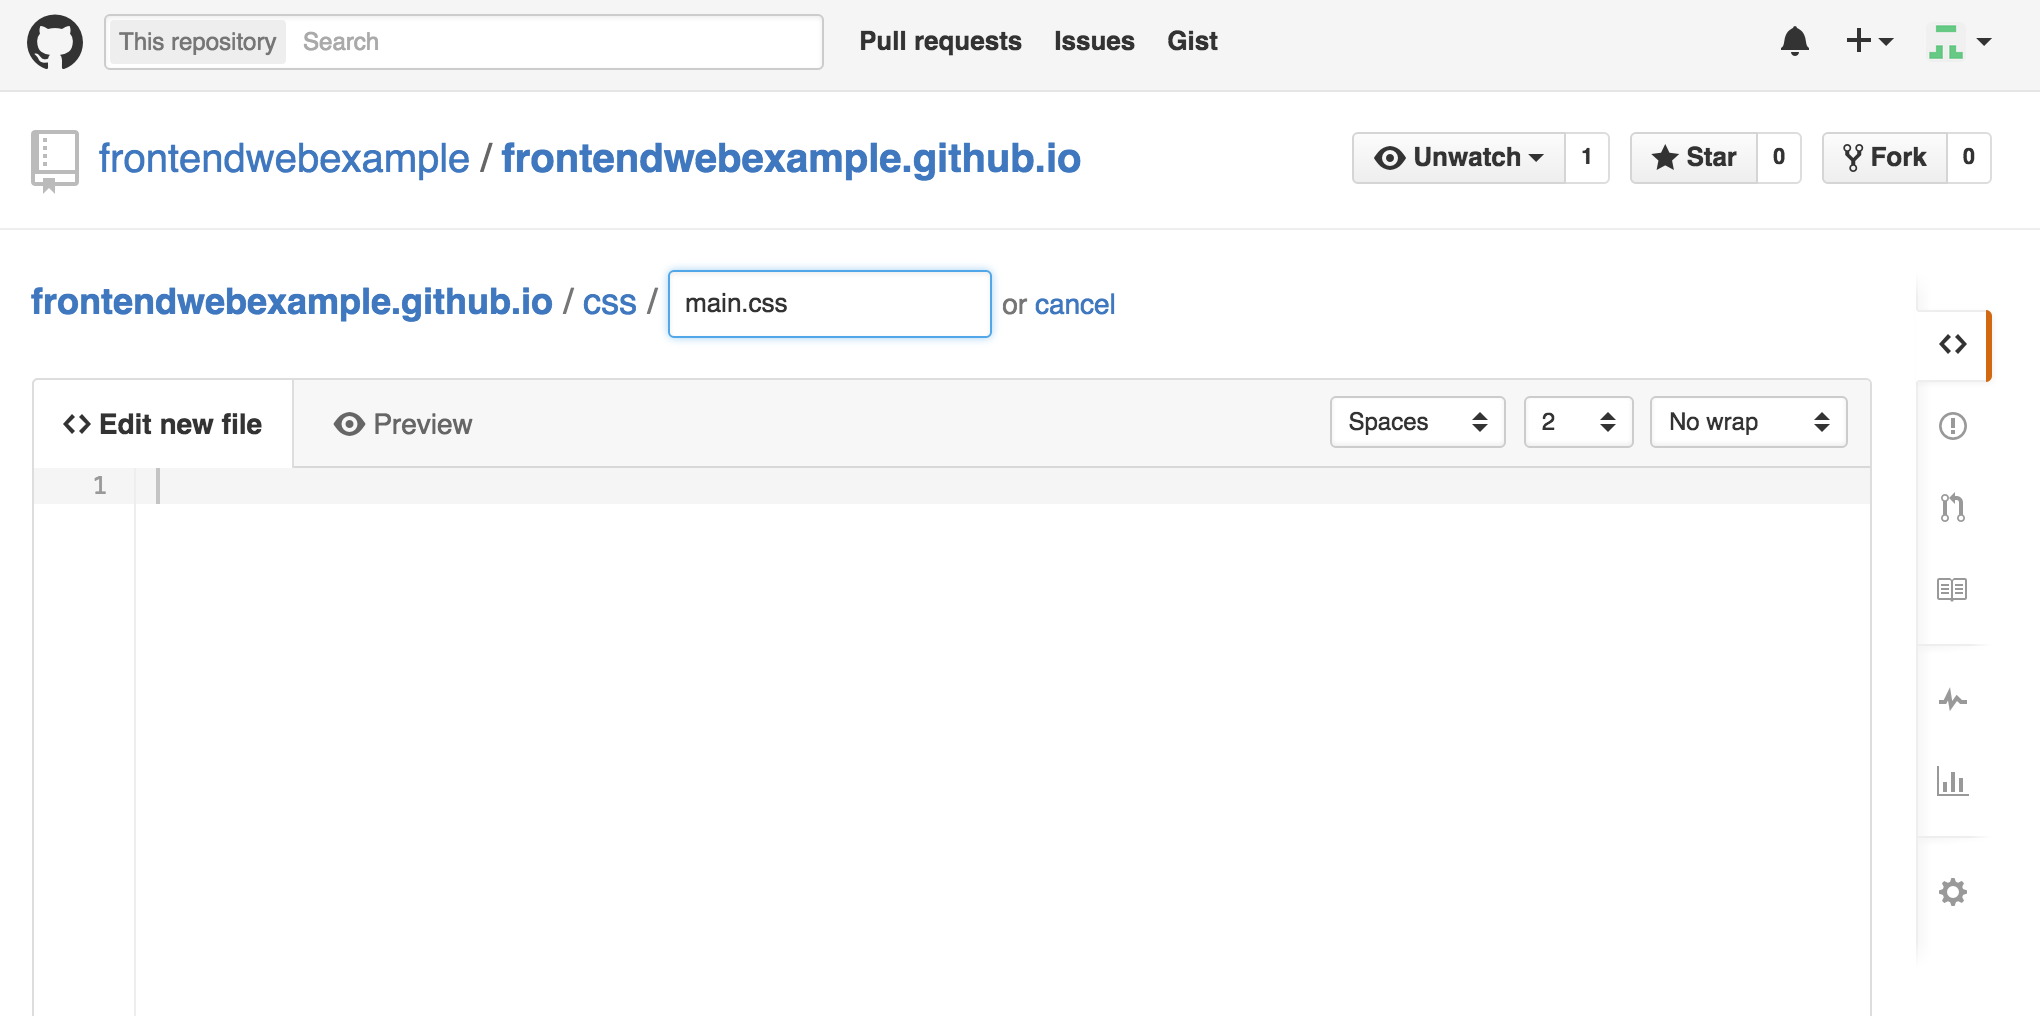 This repository Search Pull requests Issues Gist
frontendwebexample / frontendwebexample.github.io Unwatch 1 Star 0 Fork 0
frontendwebexample.github.io / css / main.css or cancel
Edit new file Preview Spaces 2 No wrap
1